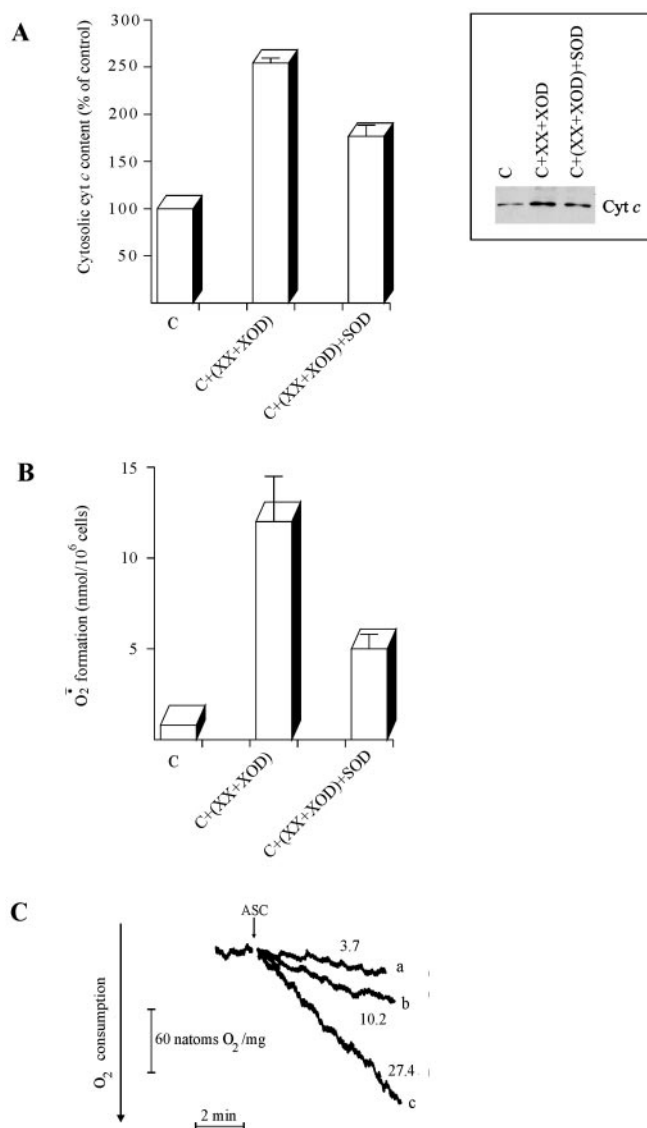 A
Cytosolic cyt c content (% of control)
300
250
200
150
100
50
C
C+(XX+XOD)
C+(XX+XOD)+SOD
C
C+XX+XOD
C+(XX+XOD)+SOD
Cyt c
B
O₂•̄ formation (nmol/10⁶ cells)
15
10
5
C
C+(XX+XOD)
C+(XX+XOD)+SOD
C
O₂ consumption
ASC
3.7
a
b
10.2
60 natoms O₂/mg
27.4
c
2 min